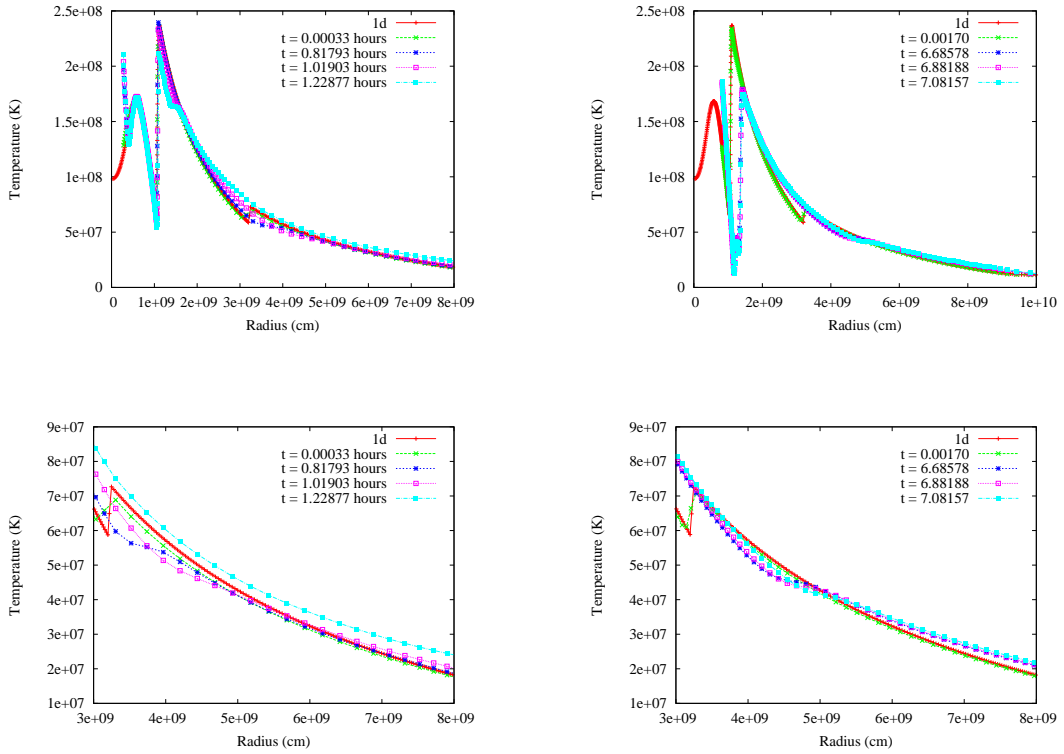 2.5e+08
2e+08
1.5e+08
1e+08
5e+07
0
Temperature (K)
0 1e+09 2e+09 3e+09 4e+09 5e+09 6e+09 7e+09 8e+09
Radius (cm)
1d
t = 0.00033 hours
t = 0.81793 hours
t = 1.01903 hours
t = 1.22877 hours
2.5e+08
2e+08
1.5e+08
1e+08
5e+07
0
Temperature (K)
0 2e+09 4e+09 6e+09 8e+09 1e+10
Radius (cm)
1d
t = 0.00170
t = 6.68578
t = 6.88188
t = 7.08157
9e+07
8e+07
7e+07
6e+07
5e+07
4e+07
3e+07
2e+07
1e+07
Temperature (K)
3e+09 4e+09 5e+09 6e+09 7e+09 8e+09
Radius (cm)
1d
t = 0.00033 hours
t = 0.81793 hours
t = 1.01903 hours
t = 1.22877 hours
9e+07
8e+07
7e+07
6e+07
5e+07
4e+07
3e+07
2e+07
1e+07
Temperature (K)
3e+09 4e+09 5e+09 6e+09 7e+09 8e+09
Radius (cm)
1d
t = 0.00170
t = 6.68578
t = 6.88188
t = 7.08157